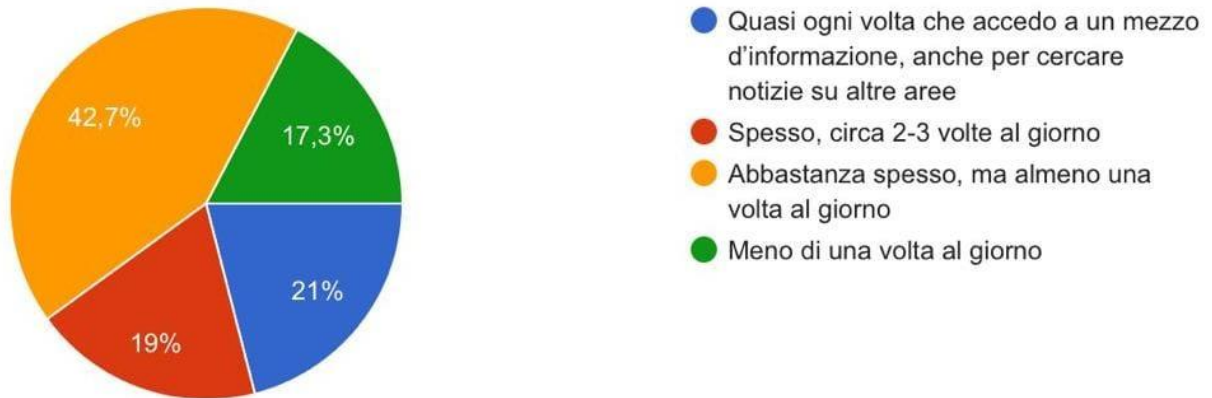 42,7%
17,3%
21%
19%
Quasi ogni volta che accedo a un mezzo
d’informazione, anche per cercare
notizie su altre aree
Spesso, circa 2-3 volte al giorno
Abbastanza spesso, ma almeno una
volta al giorno
Meno di una volta al giorno